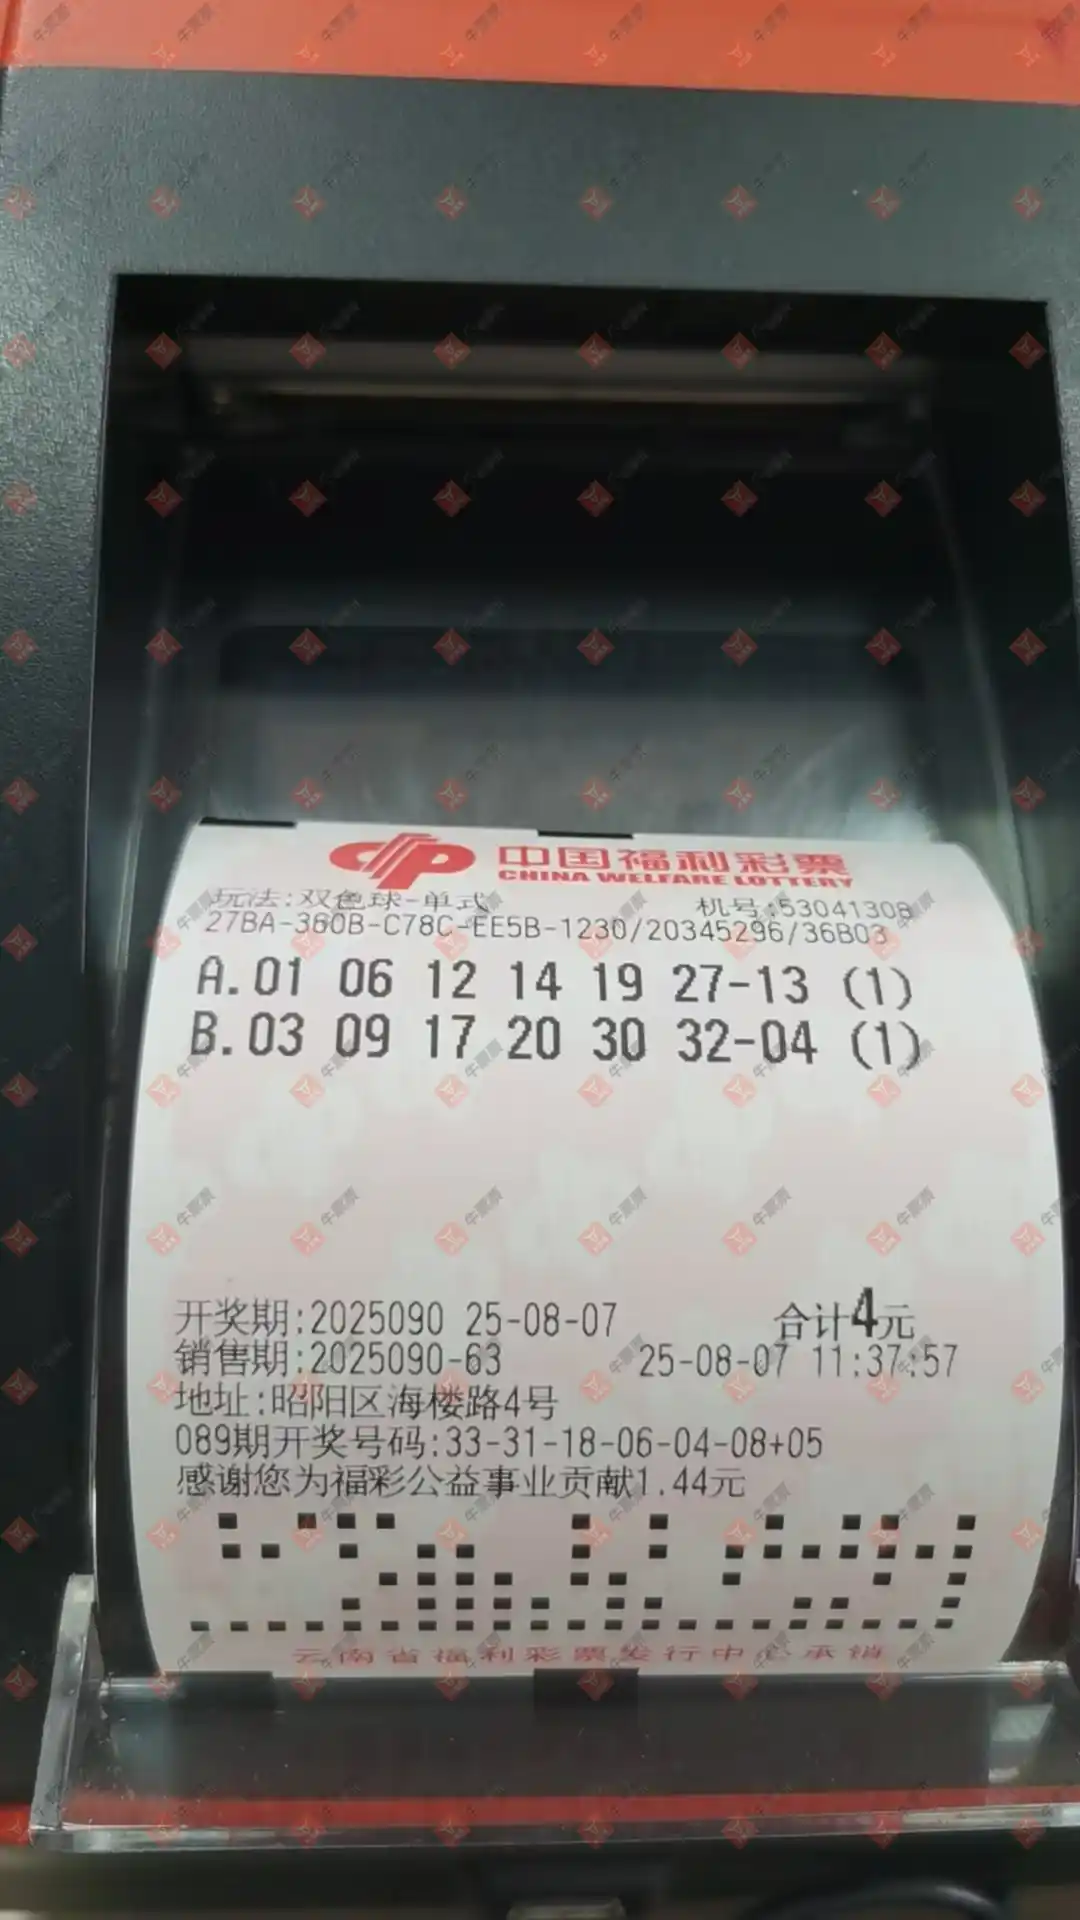 中国福利彩票
CHINA WELFARE LOTTERY
玩法:双色球-单式 机号:53041308
27BA-360B-C78C-EE5B-1230/20345296/36B03
A.01 06 12 14 19 27-13 (1)
B.03 09 17 20 30 32-04 (1)
开奖期:2025090 25-08-07 合计4元
销售期:2025090-63 25-08-07 11:37:57
地址:昭阳区海楼路4号
089期开奖号码:33-31-18-06-04-08+05
感谢您为福彩公益事业贡献1.44元
云南省福利彩票发行中心承销